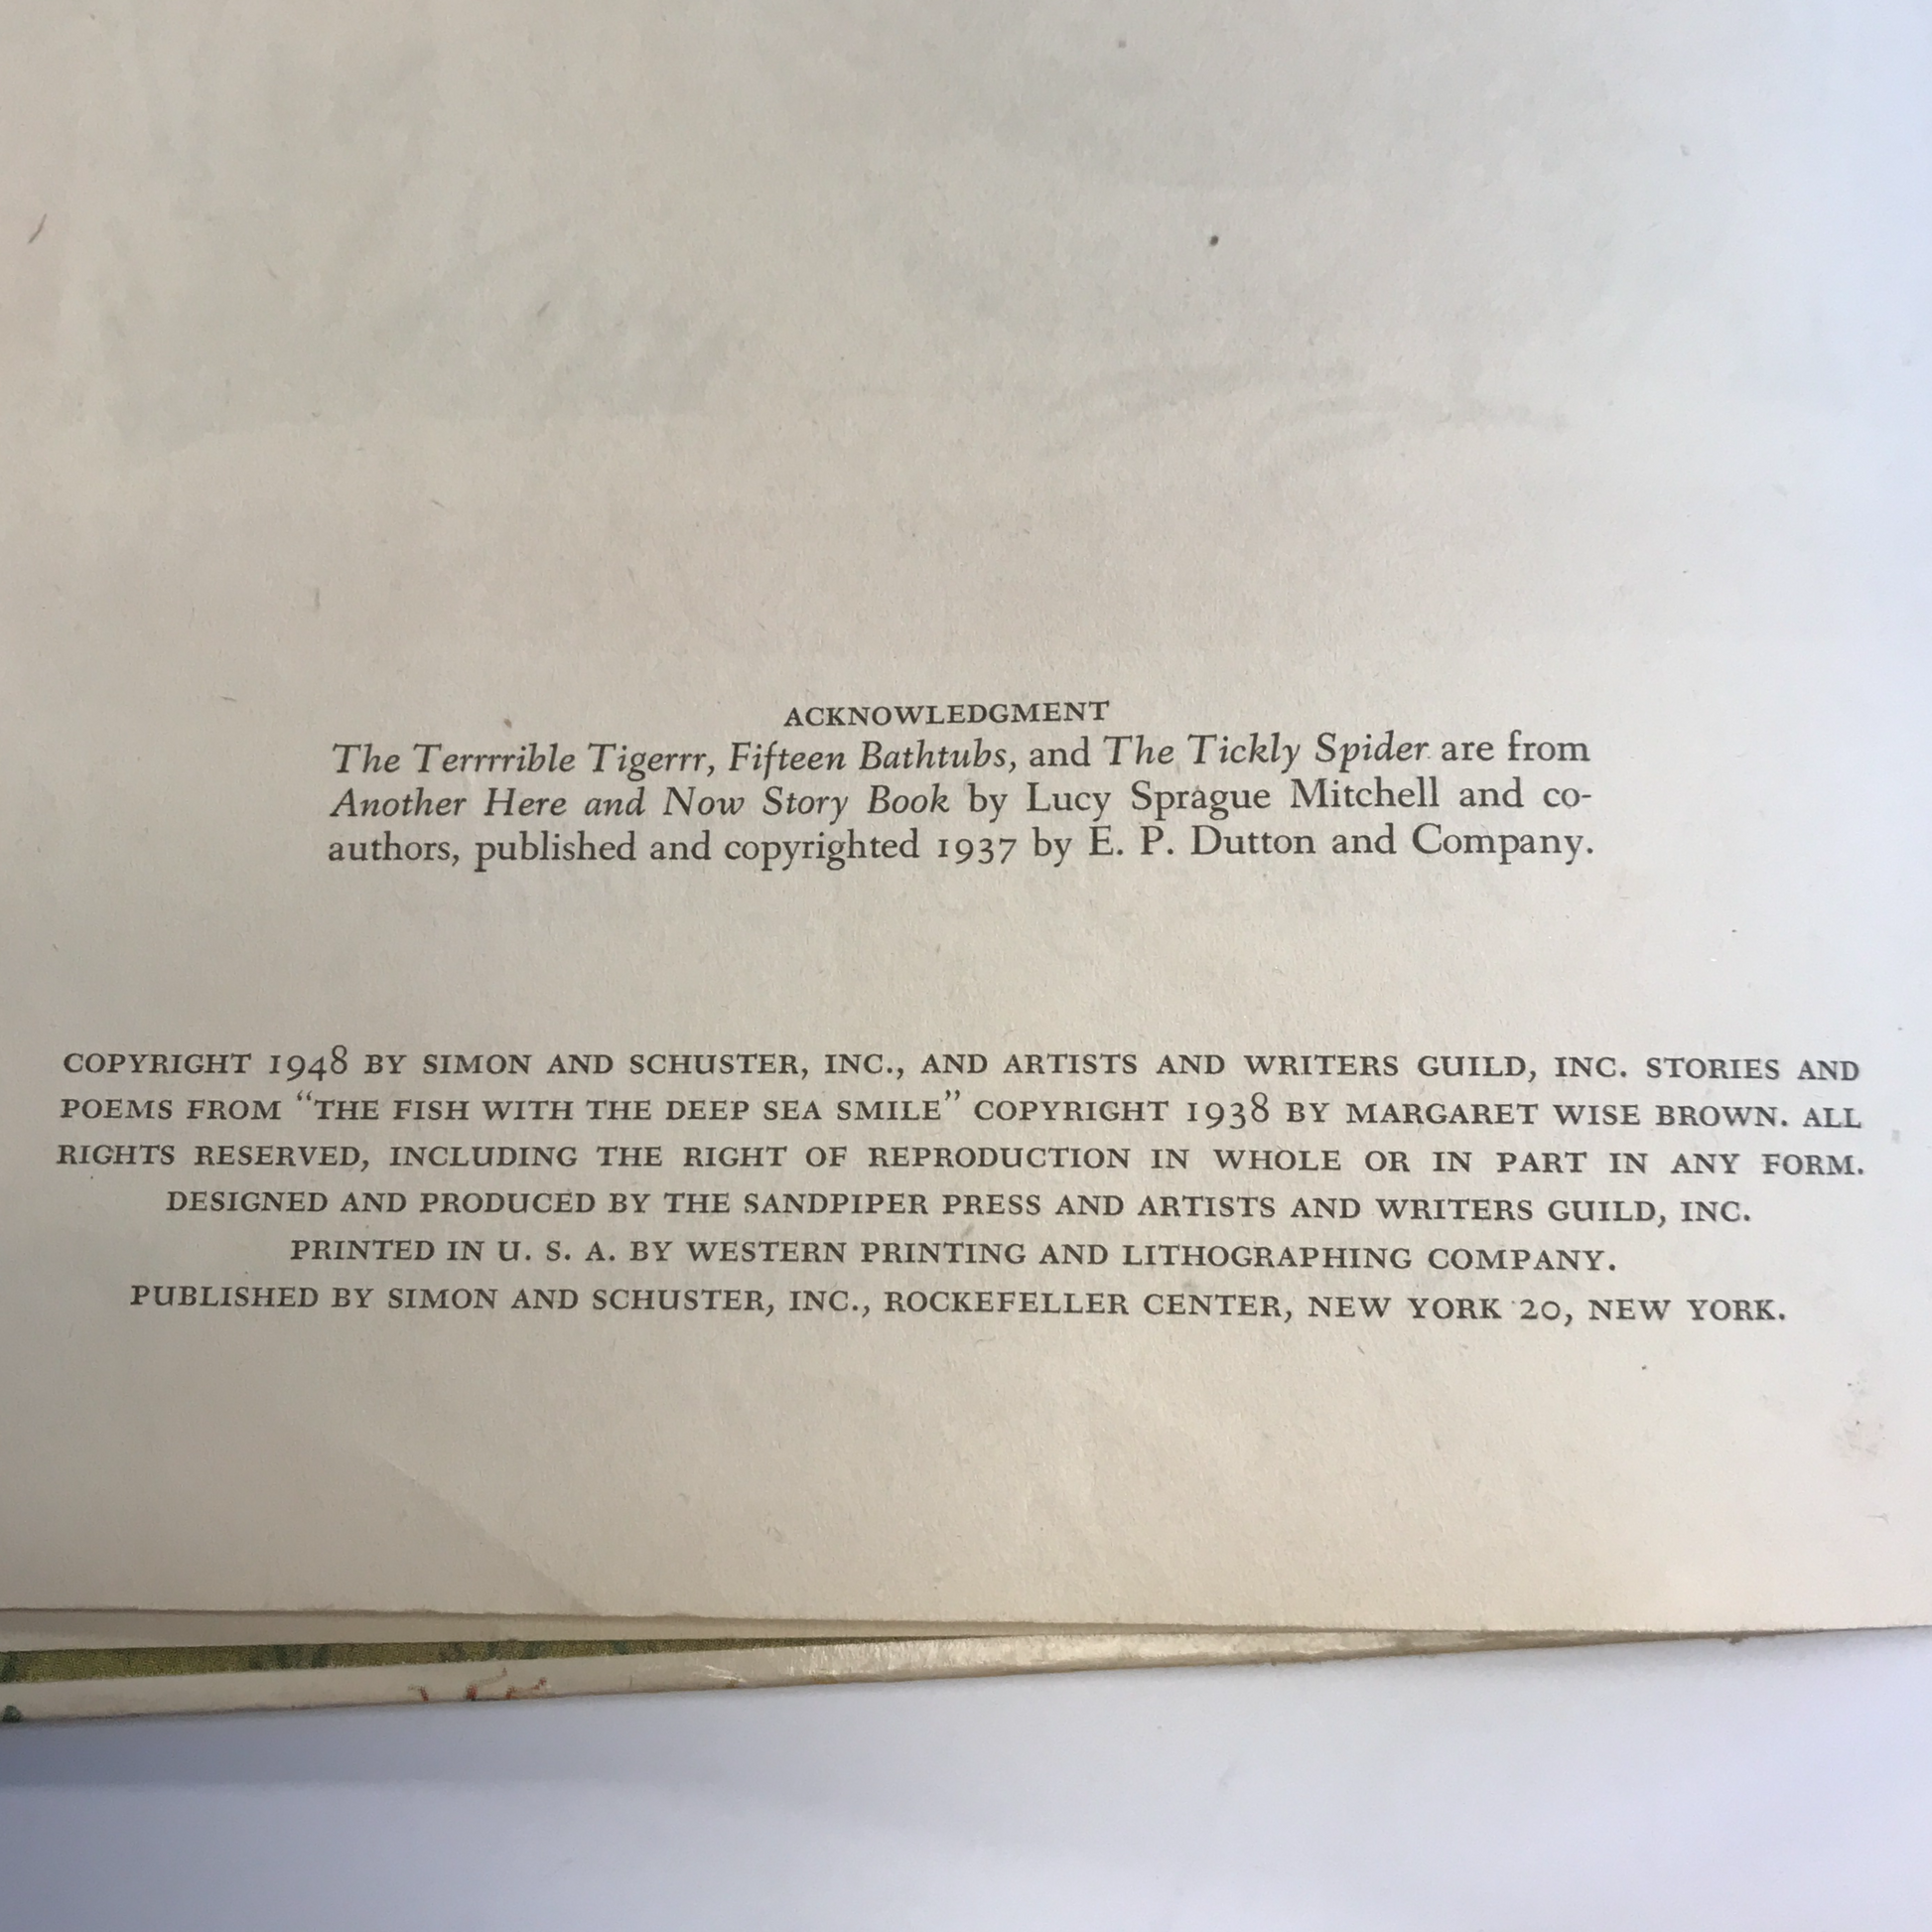 ACKNOWLEDGMENT
The Terrrrible Tigerrr, Fifteen Bathtubs, and The Tickly Spider are from
Another Here and Now Story Book by Lucy Sprague Mitchell and co-
authors, published and copyrighted 1937 by E. P. Dutton and Company.
COPYRIGHT 1948 BY SIMON AND SCHUSTER, INC., AND ARTISTS AND WRITERS GUILD, INC. STORIES AND
POEMS FROM “THE FISH WITH THE DEEP SEA SMILE” COPYRIGHT 1938 BY MARGARET WISE BROWN. ALL
RIGHTS RESERVED, INCLUDING THE RIGHT OF REPRODUCTION IN WHOLE OR IN PART IN ANY FORM.
DESIGNED AND PRODUCED BY THE SANDPIPER PRESS AND ARTISTS AND WRITERS GUILD, INC.
PRINTED IN U. S. A. BY WESTERN PRINTING AND LITHOGRAPHING COMPANY.
PUBLISHED BY SIMON AND SCHUSTER, INC., ROCKEFELLER CENTER, NEW YORK 20, NEW YORK.